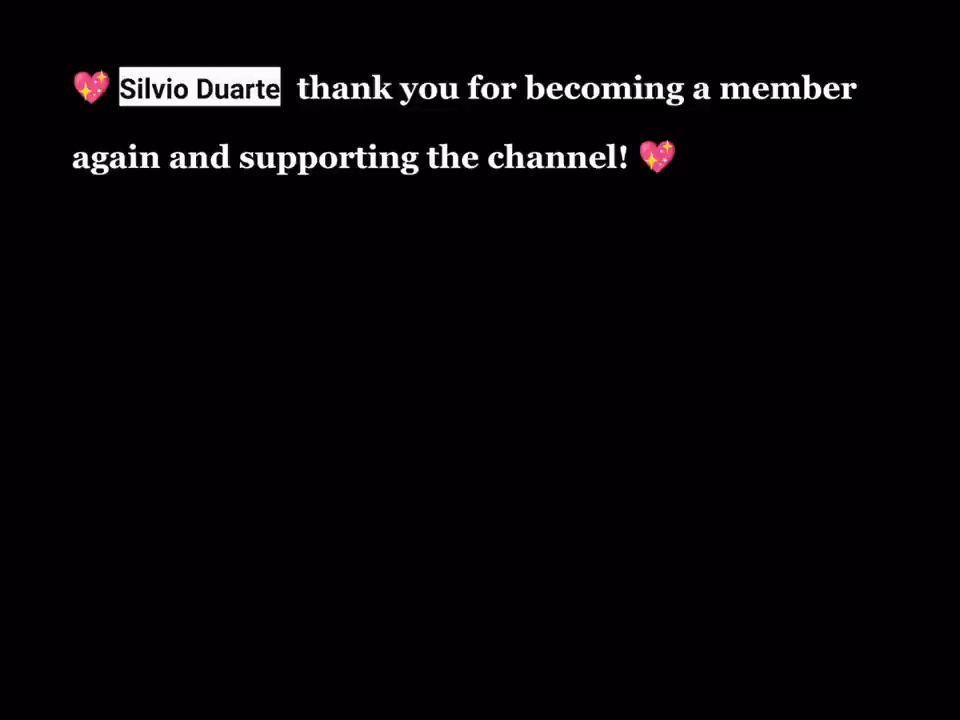 💖 Silvio Duarte thank you for becoming a member
again and supporting the channel! 💖